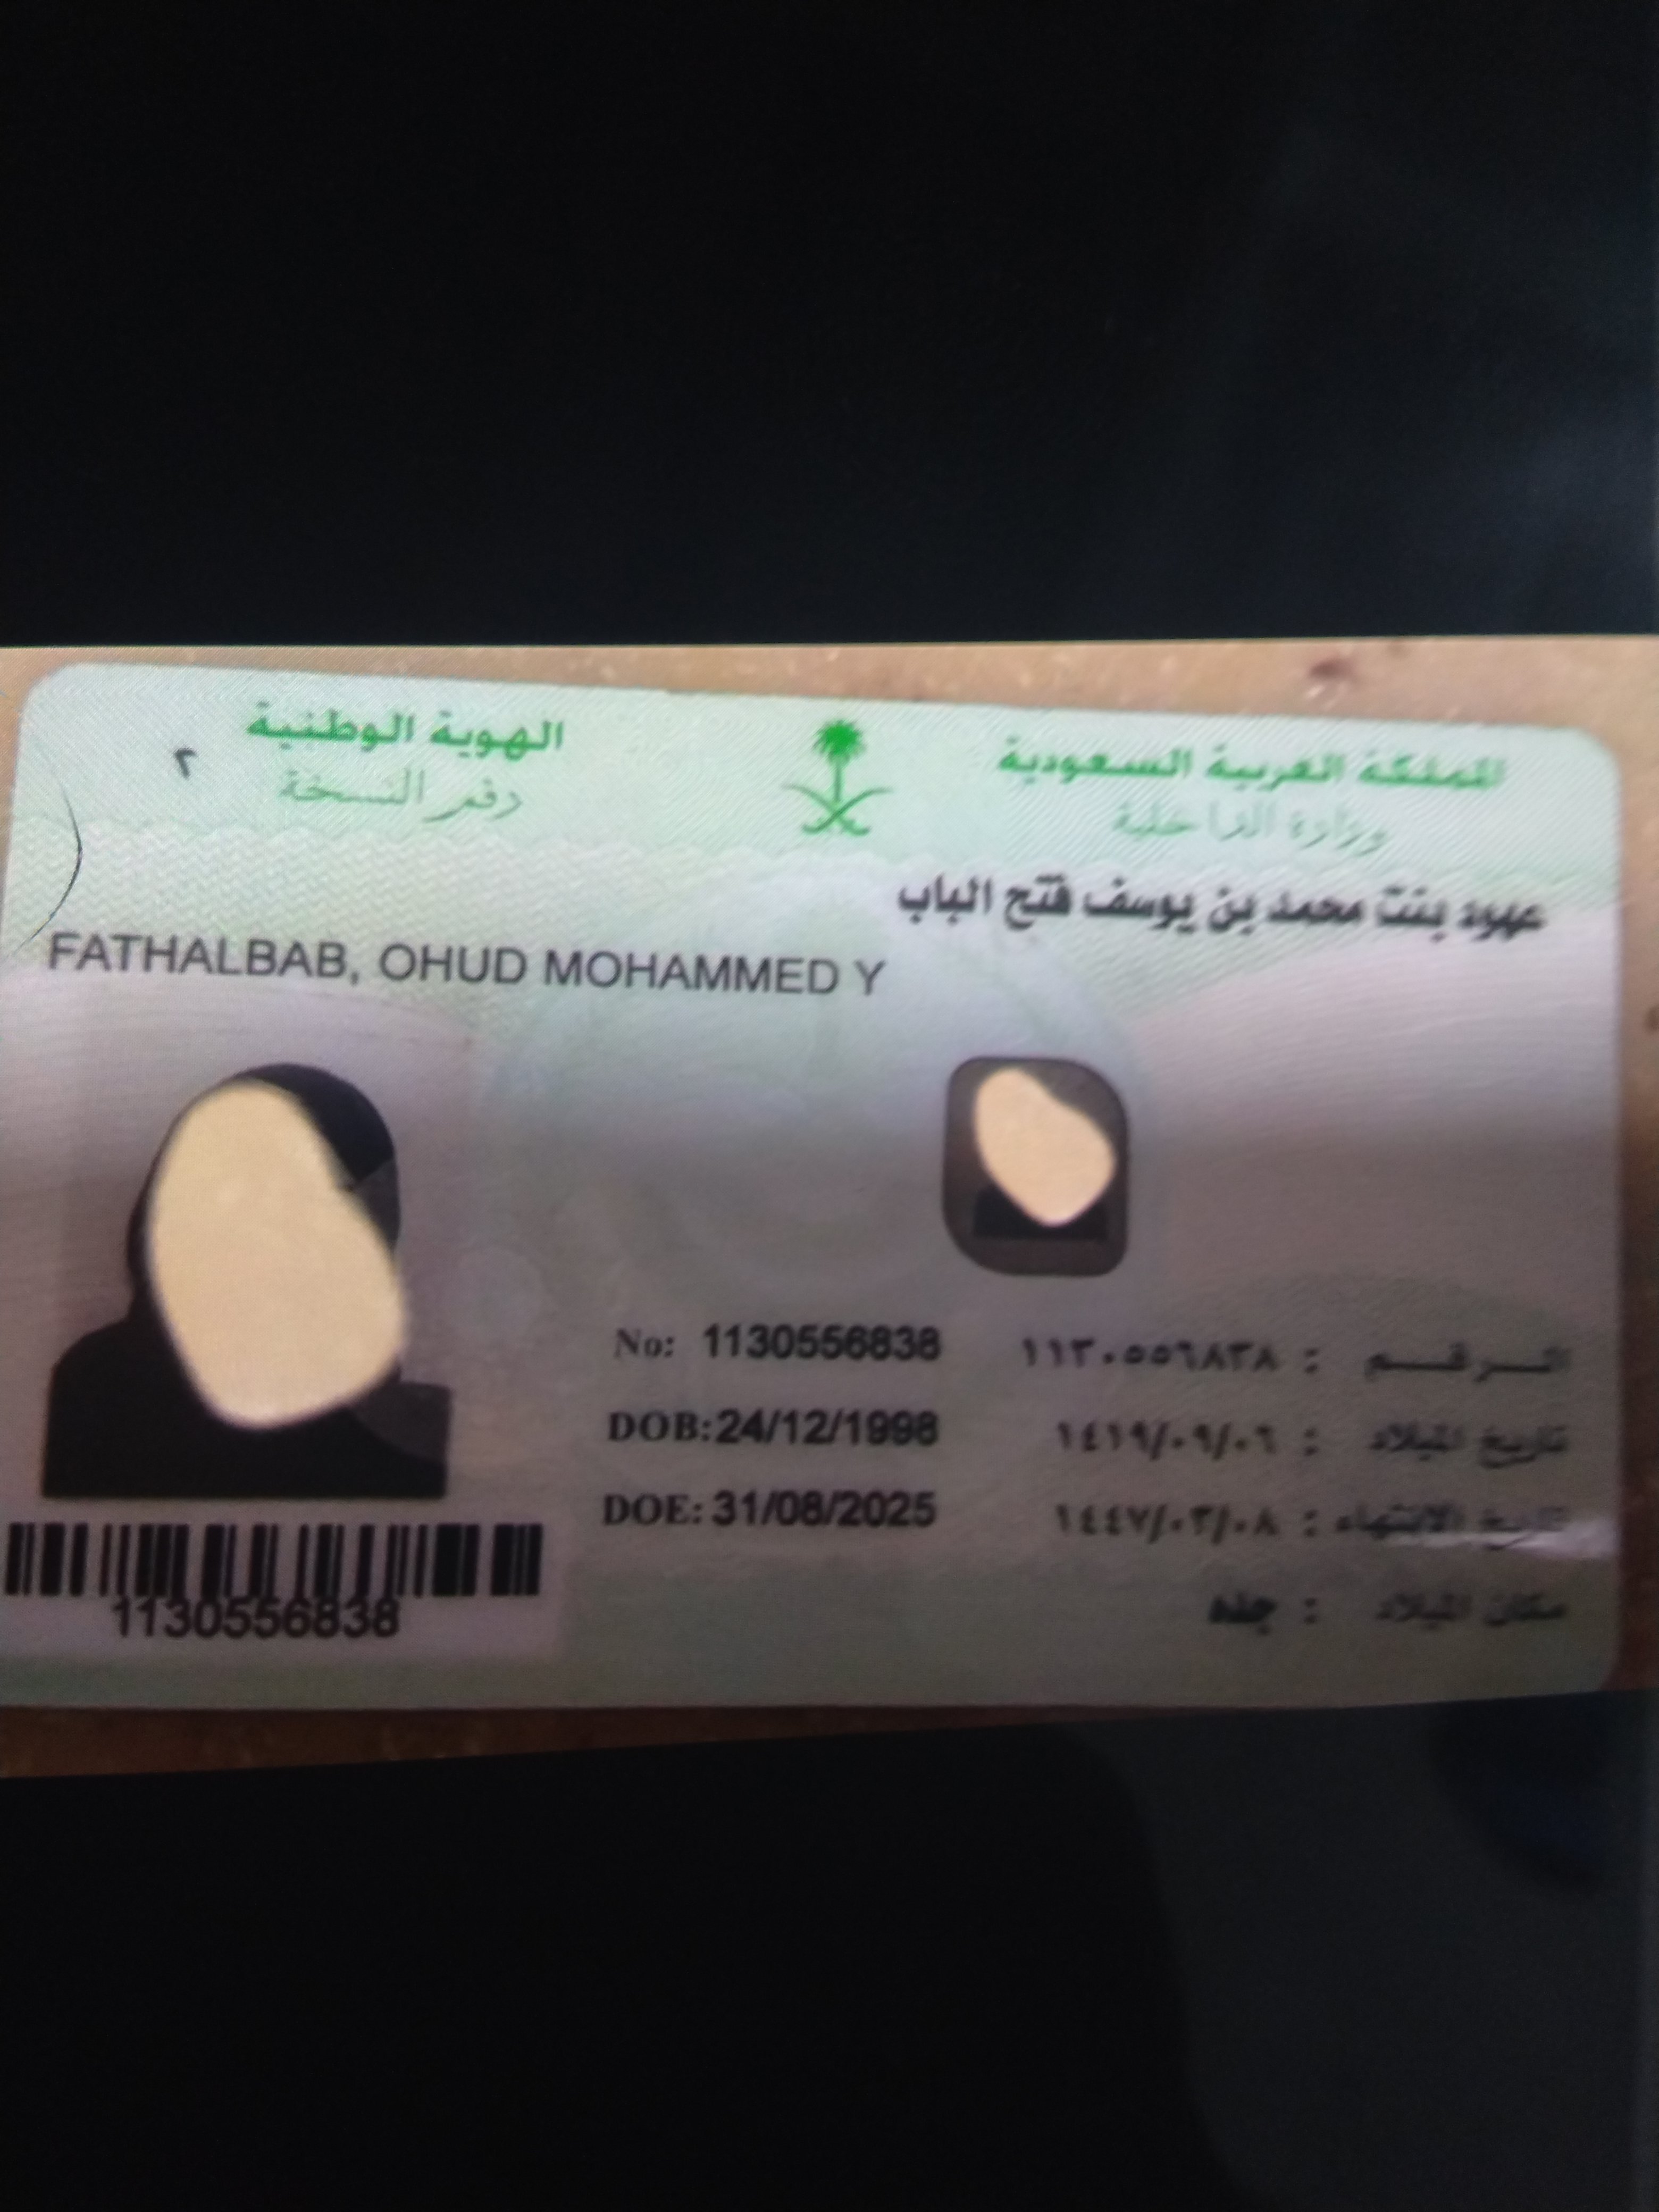 المملكة العربية السعودية
وزارة الداخلية
الهوية الوطنية
رقم النسخة ٢
عهود بنت محمد بن يوسف فتح الباب
FATHALBAB, OHUD MOHAMMED Y
الرقم : ١١٣٠٥٥٦٨٣٨
No: 1130556838
تاريخ الميلاد : ١٤١٩/٠٩/٠٦
DOB: 24/12/1998
تاريخ الانتهاء : ١٤٤٧/٠٣/٠٨
DOE: 31/08/2025
مكان الميلاد : جده
1130556838